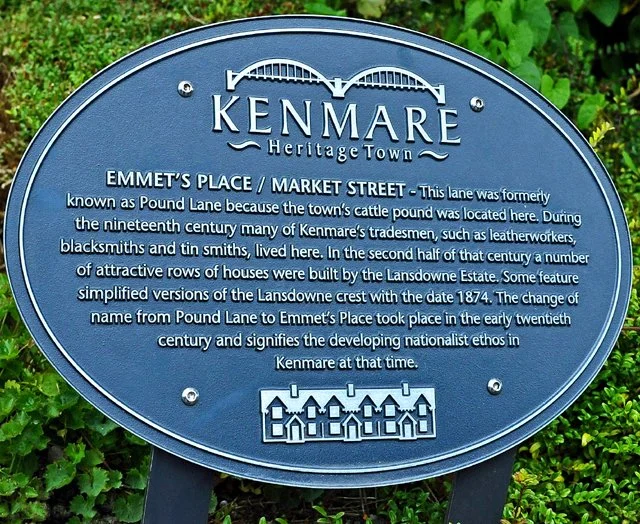 KENMARE
Heritage Town
EMMET'S PLACE / MARKET STREET - This lane was formerly
known as Pound Lane because the town's cattle pound was located here. During
the nineteenth century many of Kenmare's tradesmen, such as leatherworkers,
blacksmiths and tin smiths, lived here. In the second half of that century a number
of attractive rows of houses were built by the Lansdowne Estate. Some feature
simplified versions of the Lansdowne crest with the date 1874. The change of
name from Pound Lane to Emmet's Place took place in the early twentieth
century and signifies the developing nationalist ethos in
Kenmare at that time.